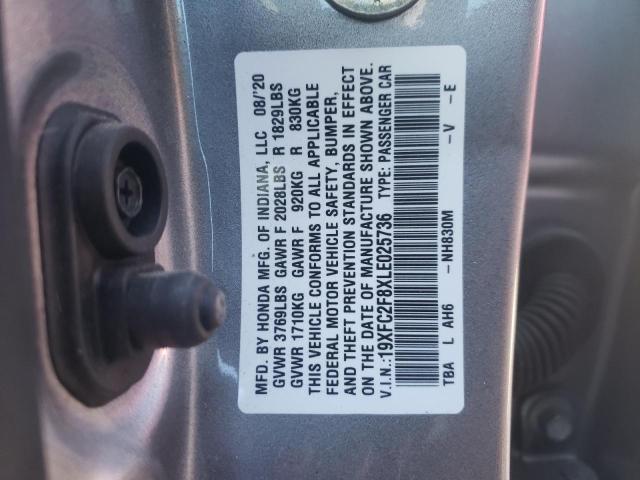 MFD. BY HONDA MFG. OF INDIANA, LLC 08/'20
GVWR 3769LBS GAWR F 2028LBS R 1829LBS
GVWR 1710KG GAWR F 920KG R 830KG
THIS VEHICLE CONFORMS TO ALL APPLICABLE
FEDERAL MOTOR VEHICLE SAFETY, BUMPER,
AND THEFT PREVENTION STANDARDS IN EFFECT
ON THE DATE OF MANUFACTURE SHOWN ABOVE.
V.I.N.:19XFC2F8XLE025736 TYPE: PASSENGER CAR
TBA L AH6 -NH830M -V -E